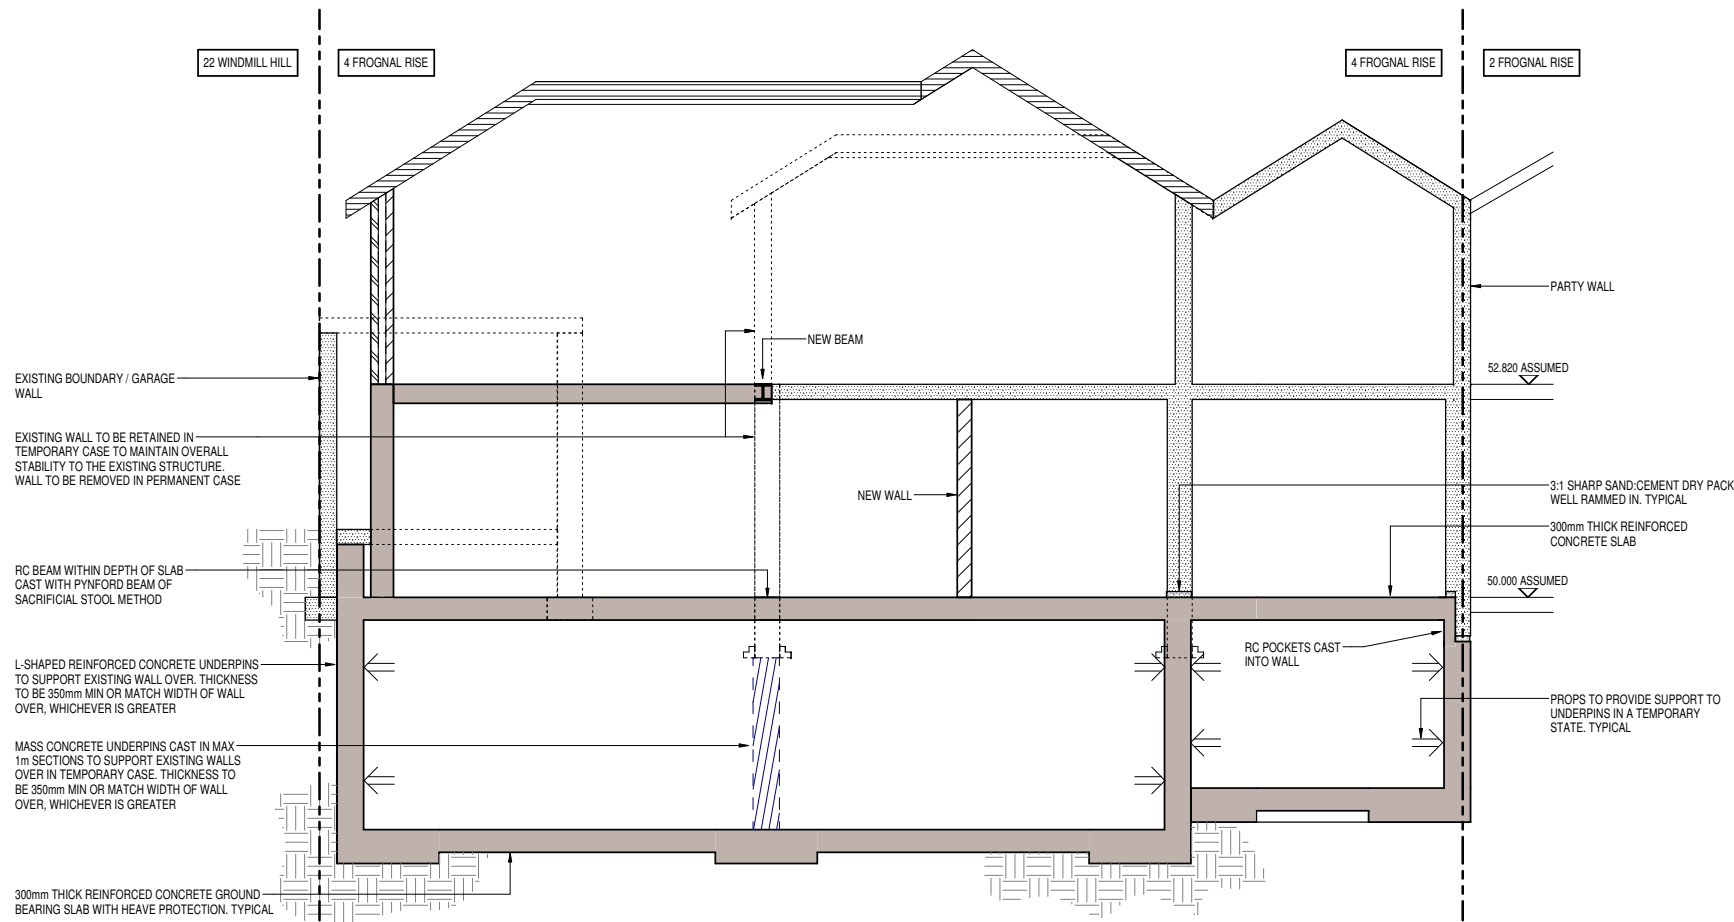 22 WINDMILL HILL
4 FROGNAL RISE
4 FROGNAL RISE
2 FROGNAL RISE
PARTY WALL
NEW BEAM
52.820 ASSUMED
EXISTING BOUNDARY / GARAGE
WALL
EXISTING WALL TO BE RETAINED IN
TEMPORARY CASE TO MAINTAIN OVERALL
STABILITY TO THE EXISTING STRUCTURE.
WALL TO BE REMOVED IN PERMANENT CASE
NEW WALL
3:1 SHARP SAND:CEMENT DRY PACK
WELL RAMMED IN. TYPICAL
300mm THICK REINFORCED
CONCRETE SLAB
RC BEAM WITHIN DEPTH OF SLAB
CAST WITH PYNFORD BEAM OF
SACRIFICIAL STOOL METHOD
50.000 ASSUMED
L-SHAPED REINFORCED CONCRETE UNDERPINS
TO SUPPORT EXISTING WALL OVER. THICKNESS
TO BE 350mm MIN OR MATCH WIDTH OF WALL
OVER, WHICHEVER IS GREATER
RC POCKETS CAST
INTO WALL
PROPS TO PROVIDE SUPPORT TO
UNDERPINS IN A TEMPORARY
STATE. TYPICAL
MASS CONCRETE UNDERPINS CAST IN MAX
1m SECTIONS TO SUPPORT EXISTING WALLS
OVER IN TEMPORARY CASE. THICKNESS TO
BE 350mm MIN OR MATCH WIDTH OF WALL
OVER, WHICHEVER IS GREATER
300mm THICK REINFORCED CONCRETE GROUND
BEARING SLAB WITH HEAVE PROTECTION. TYPICAL